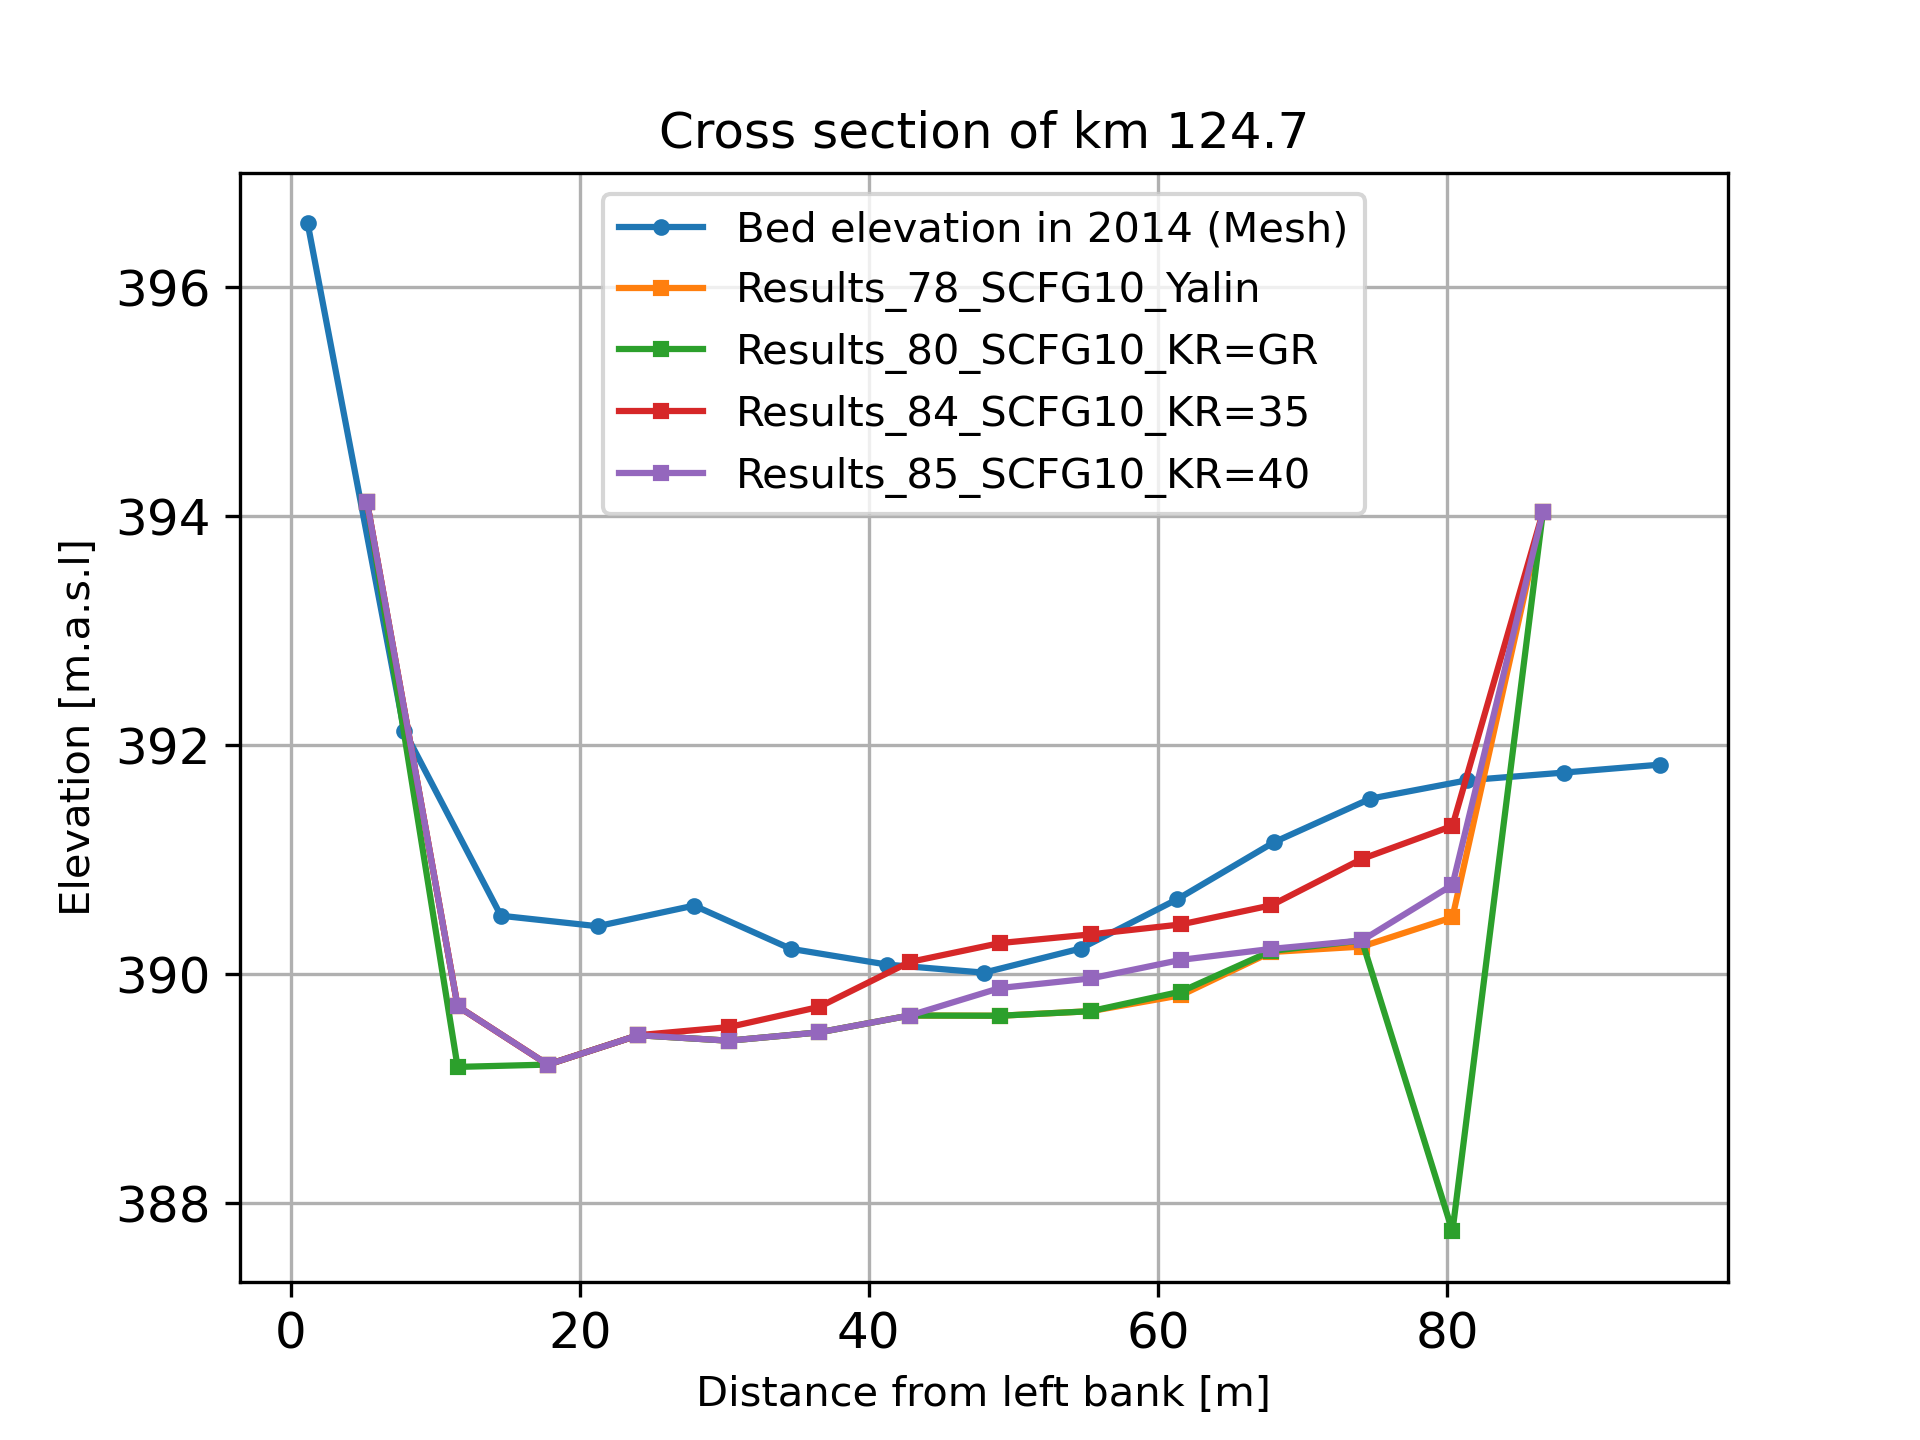 Cross section of km 124.7
Bed elevation in 2014 (Mesh)
Results_78_SCFG10_Yalin
Results_80_SCFG10_KR=GR
Results_84_SCFG10_KR=35
Results_85_SCFG10_KR=40
Elevation [m.a.s.l]
396
394
392
390
388
0 20 40 60 80
Distance from left bank [m]